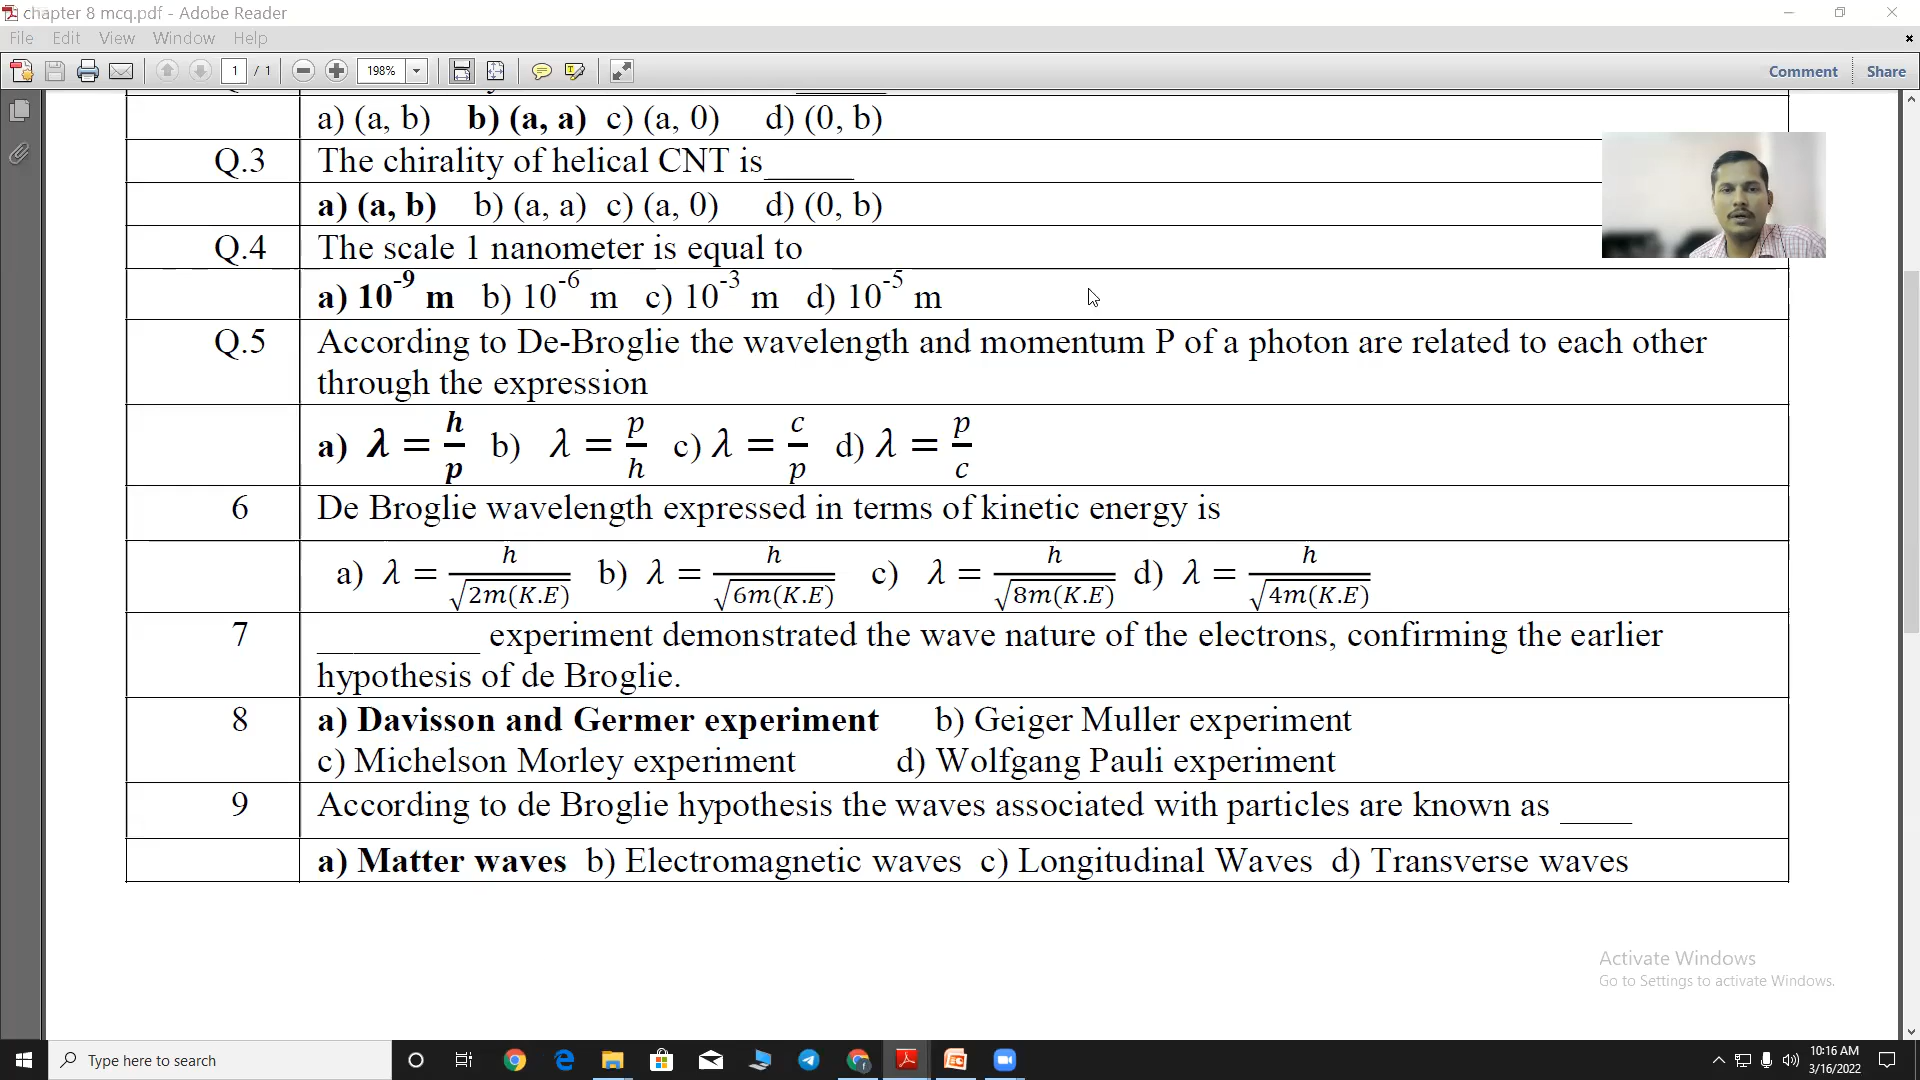 chapter 8 mcq.pdf - Adobe Reader
File Edit View Window Help
1 / 1 198% Comment Share
a) (a, b) b) (a, a) c) (a, 0) d) (0, b)
Q.3 The chirality of helical CNT is_____
a) (a, b) b) (a, a) c) (a, 0) d) (0, b)
Q.4 The scale 1 nanometer is equal to
a) 10⁻⁹ m b) 10⁻⁶ m c) 10⁻³ m d) 10⁻⁵ m
Q.5 According to De-Broglie the wavelength and momentum P of a photon are related to each other
through the expression
a) λ = h/p b) λ = p/h c) λ = c/p d) λ = p/c
6 De Broglie wavelength expressed in terms of kinetic energy is
a) λ = h/√2m(K.E) b) λ = h/√6m(K.E) c) λ = h/√8m(K.E) d) λ = h/√4m(K.E)
7 _________ experiment demonstrated the wave nature of the electrons, confirming the earlier
hypothesis of de Broglie.
8 a) Davisson and Germer experiment b) Geiger Muller experiment
c) Michelson Morley experiment d) Wolfgang Pauli experiment
9 According to de Broglie hypothesis the waves associated with particles are known as ____
a) Matter waves b) Electromagnetic waves c) Longitudinal Waves d) Transverse waves
Activate Windows
Go to Settings to activate Windows.
Type here to search
10:16 AM
3/16/2022